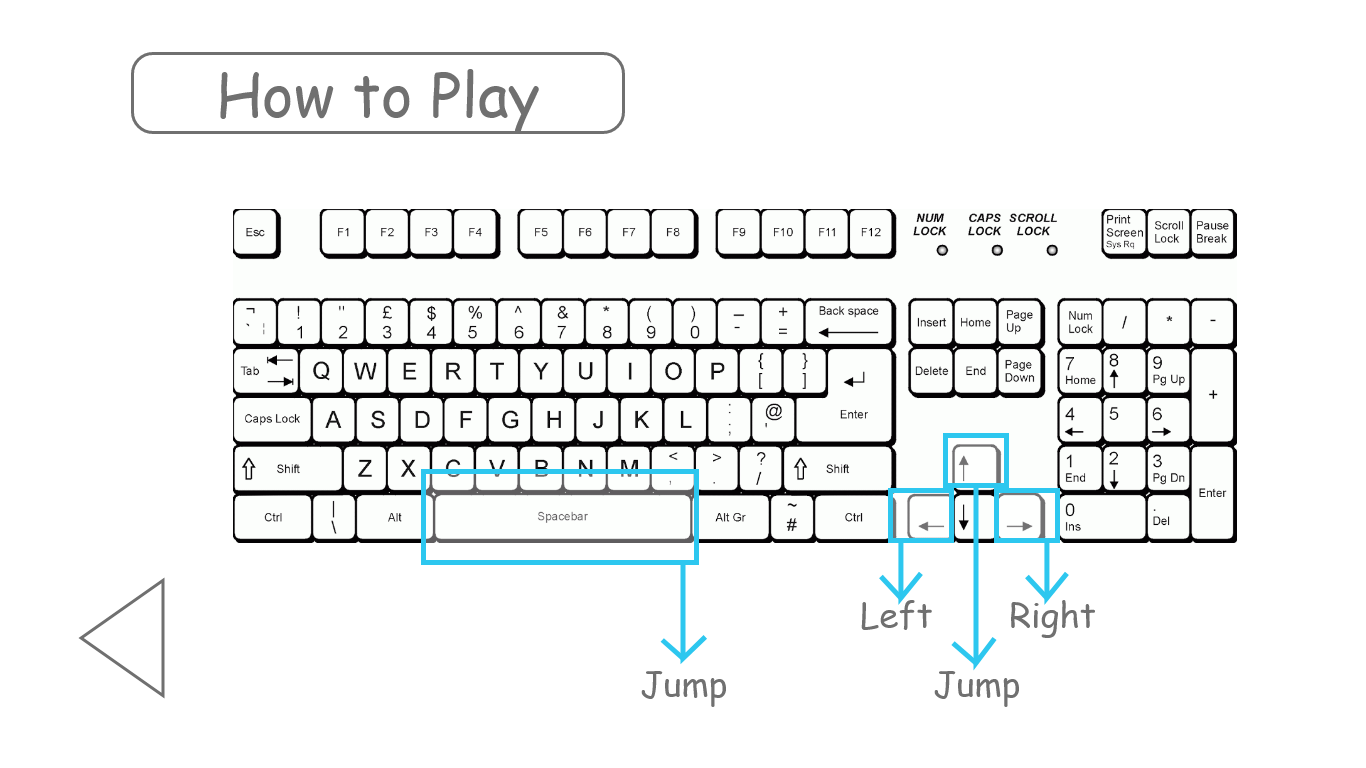 How to Play
Esc F1 F2 F3 F4 F5 F6 F7 F8 F9 F10 F11 F12
NUM LOCK CAPS LOCK SCROLL LOCK
Print Screen Sys Rq Scroll Lock Pause Break
¬ ` ¦ ! 1 " 2 £ 3 $ 4 % 5 ^ 6 & 7 * 8 ( 9 ) 0 – - + = Back space
Insert Home Page Up Num Lock / * -
Tab Q W E R T Y U I O P { [ } ] Enter
Delete End Page Down 7 Home 8 9 Pg Up +
Caps Lock A S D F G H J K L : ; @ '
4 5 6
Shift Z X C V B N M < , > . ? / Shift
1 End 2 3 Pg Dn Enter
Ctrl | \ Alt Spacebar Alt Gr ~ # Ctrl
0 Ins . Del
Left Right
Jump Jump